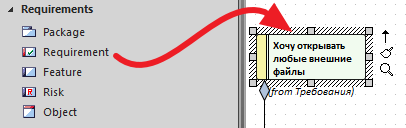 Requirements
Package
Requirement
Feature
Risk
Object
Хочу открывать
любые внешние
файлы
(from Требования)